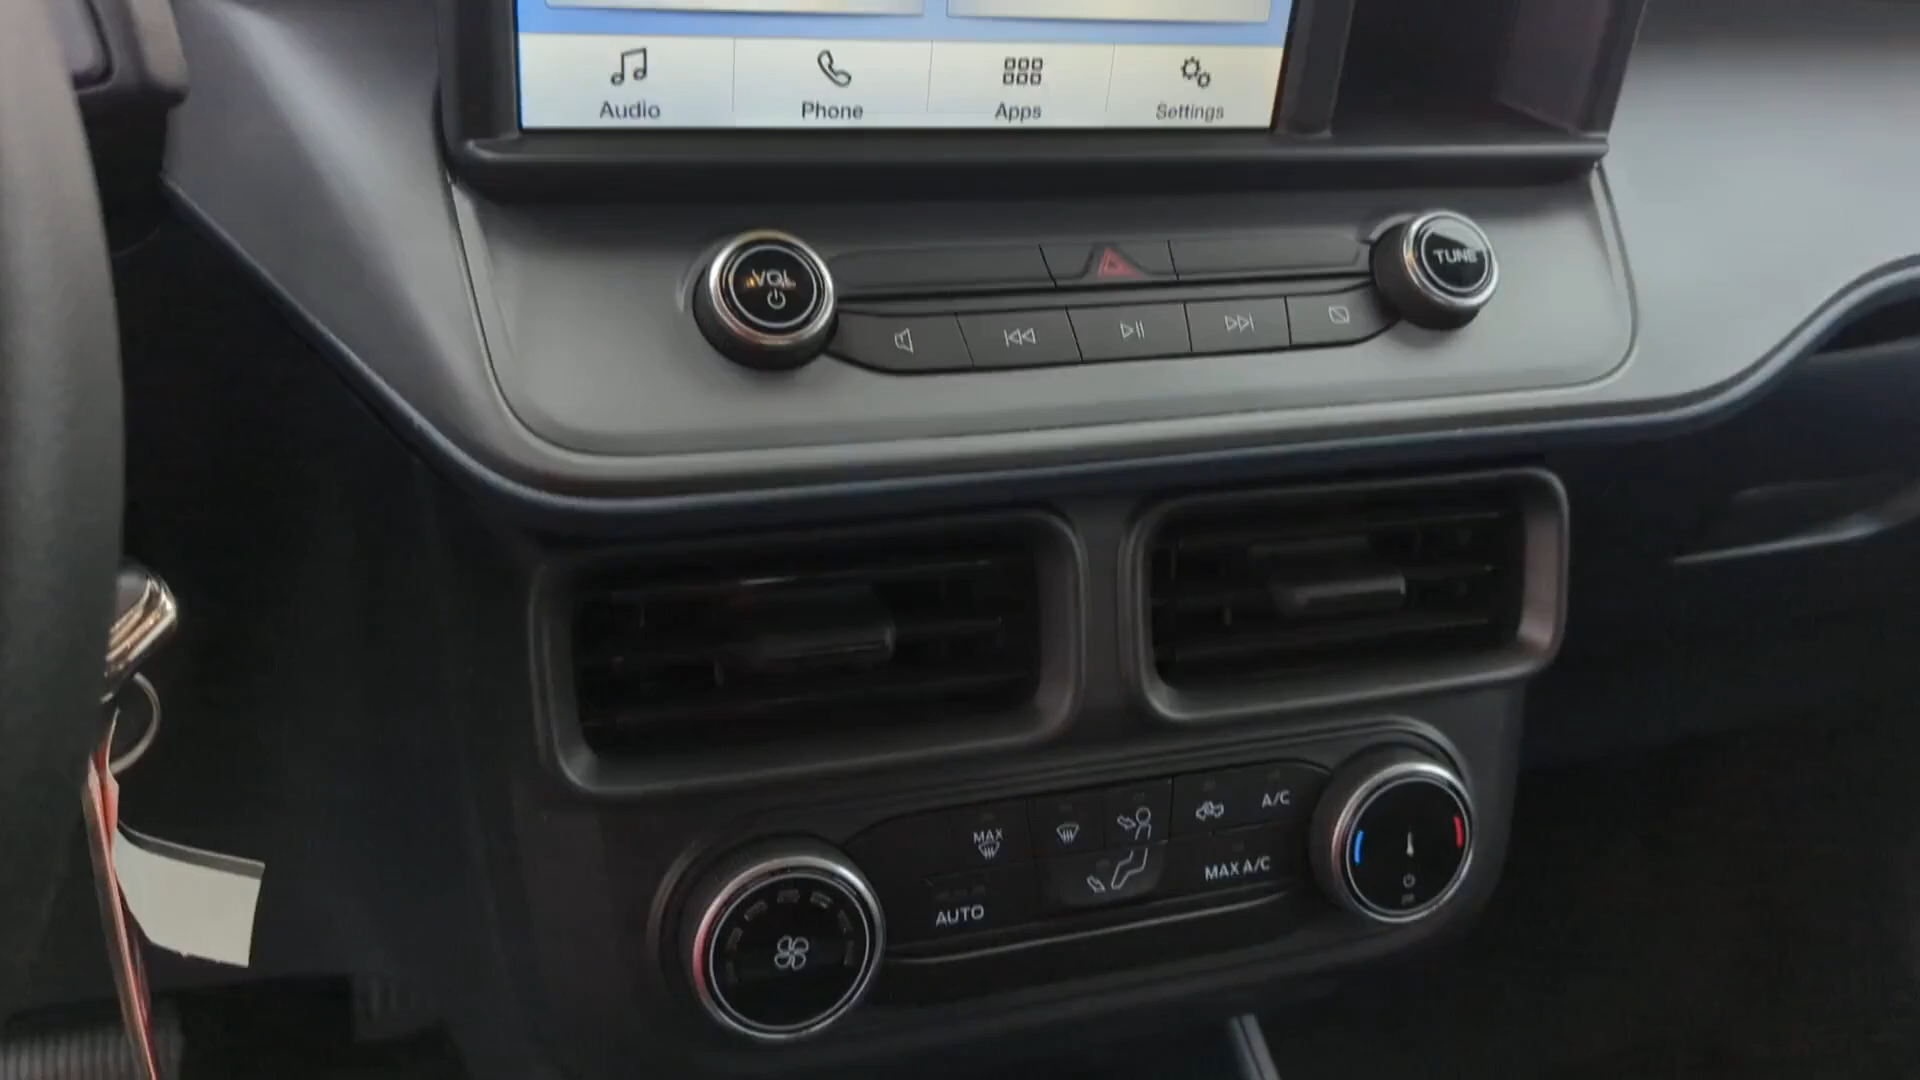 Audio
Phone
Apps
Settings
VOL
TUNE
MAX
A/C
MAX A/C
AUTO